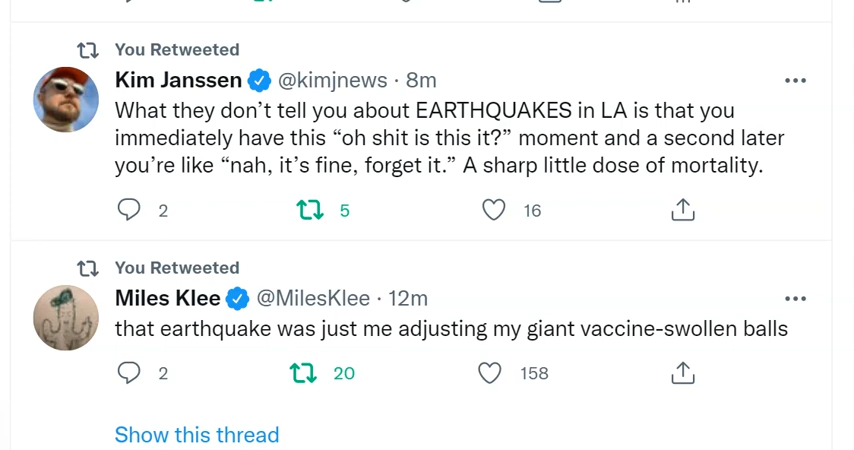 You Retweeted
Kim Janssen @kimjnews · 8m
What they don’t tell you about EARTHQUAKES in LA is that you
immediately have this “oh shit is this it?” moment and a second later
you’re like “nah, it’s fine, forget it.” A sharp little dose of mortality.
2 5 16
You Retweeted
Miles Klee @MilesKlee · 12m
that earthquake was just me adjusting my giant vaccine-swollen balls
2 20 158
Show this thread